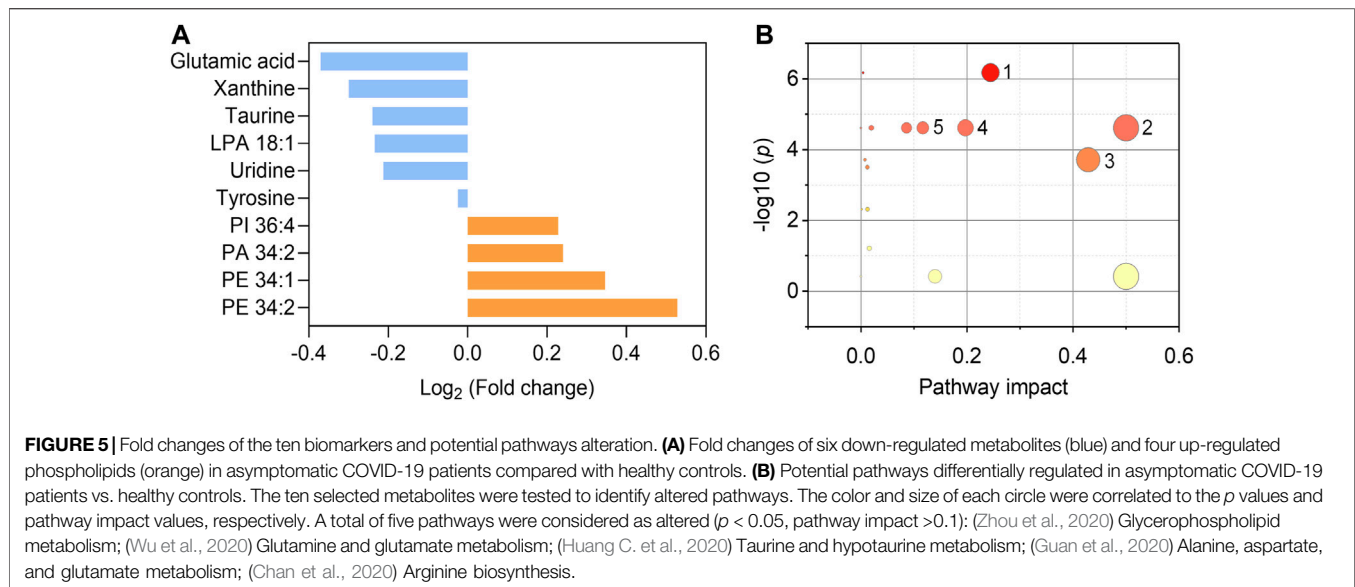 A
Glutamic acid
Xanthine
Taurine
LPA 18:1
Uridine
Tyrosine
PI 36:4
PA 34:2
PE 34:1
PE 34:2
-0.4 -0.2 0.0 0.2 0.4 0.6
Log2 (Fold change)
B
6
4
2
0
-log10 (p)
1
2
3
4
5
0.0 0.2 0.4 0.6
Pathway impact
FIGURE 5 | Fold changes of the ten biomarkers and potential pathways alteration. (A) Fold changes of six down-regulated metabolites (blue) and four up-regulated
phospholipids (orange) in asymptomatic COVID-19 patients compared with healthy controls. (B) Potential pathways differentially regulated in asymptomatic COVID-19
patients vs. healthy controls. The ten selected metabolites were tested to identify altered pathways. The color and size of each circle were correlated to the p values and
pathway impact values, respectively. A total of five pathways were considered as altered (p < 0.05, pathway impact >0.1): (Zhou et al., 2020) Glycerophospholipid
metabolism; (Wu et al., 2020) Glutamine and glutamate metabolism; (Huang C. et al., 2020) Taurine and hypotaurine metabolism; (Guan et al., 2020) Alanine, aspartate,
and glutamate metabolism; (Chan et al., 2020) Arginine biosynthesis.